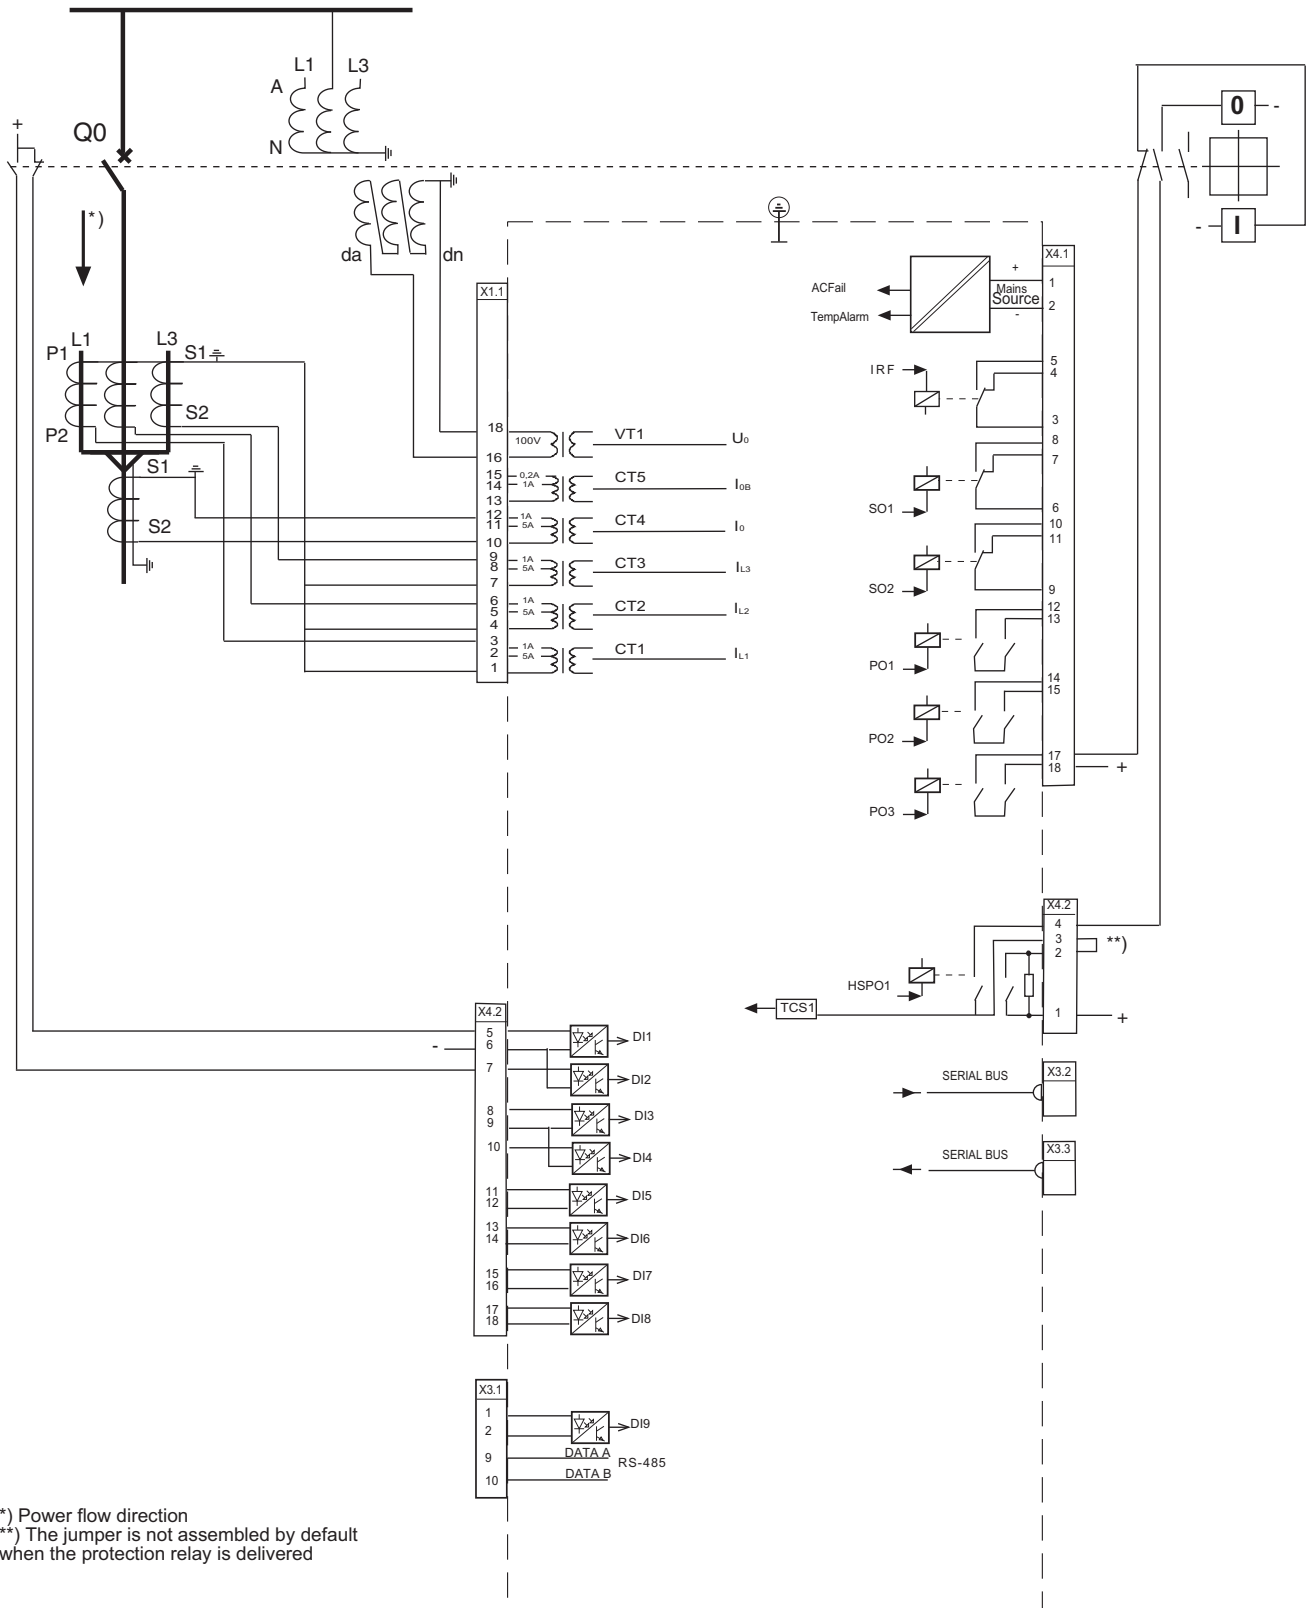 L1 L3
A
N
+
Q0
*)
da dn
0 -
- I
X1.1
18
16
15
14
13
12
11
10
9
8
7
6
5
4
3
2
1
100V VT1 U0
0,2A
1A CT5 I0B
1A
5A CT4 I0
1A
5A CT3 IL3
1A
5A CT2 IL2
1A
5A CT1 IL1
L1 L3
P1 S1
P2 S2
S1
S2
X4.1
ACFail
TempAlarm
+
Mains
Source
-
1
2
IRF
5
4
3
SO1
8
7
6
SO2
10
11
9
PO1
12
13
PO2
14
15
PO3
17
18 +
X4.2
4
3
2
1 +
**)
HSPO1
TCS1
X4.2
5 DI1
- 6
7 DI2
8 DI3
9
10 DI4
11 DI5
12
13 DI6
14
15 DI7
16
17 DI8
18
SERIAL BUS X3.2
SERIAL BUS X3.3
X3.1
1 DI9
2
9 DATA A
RS-485
10 DATA B
*) Power flow direction
**) The jumper is not assembled by default
when the protection relay is delivered